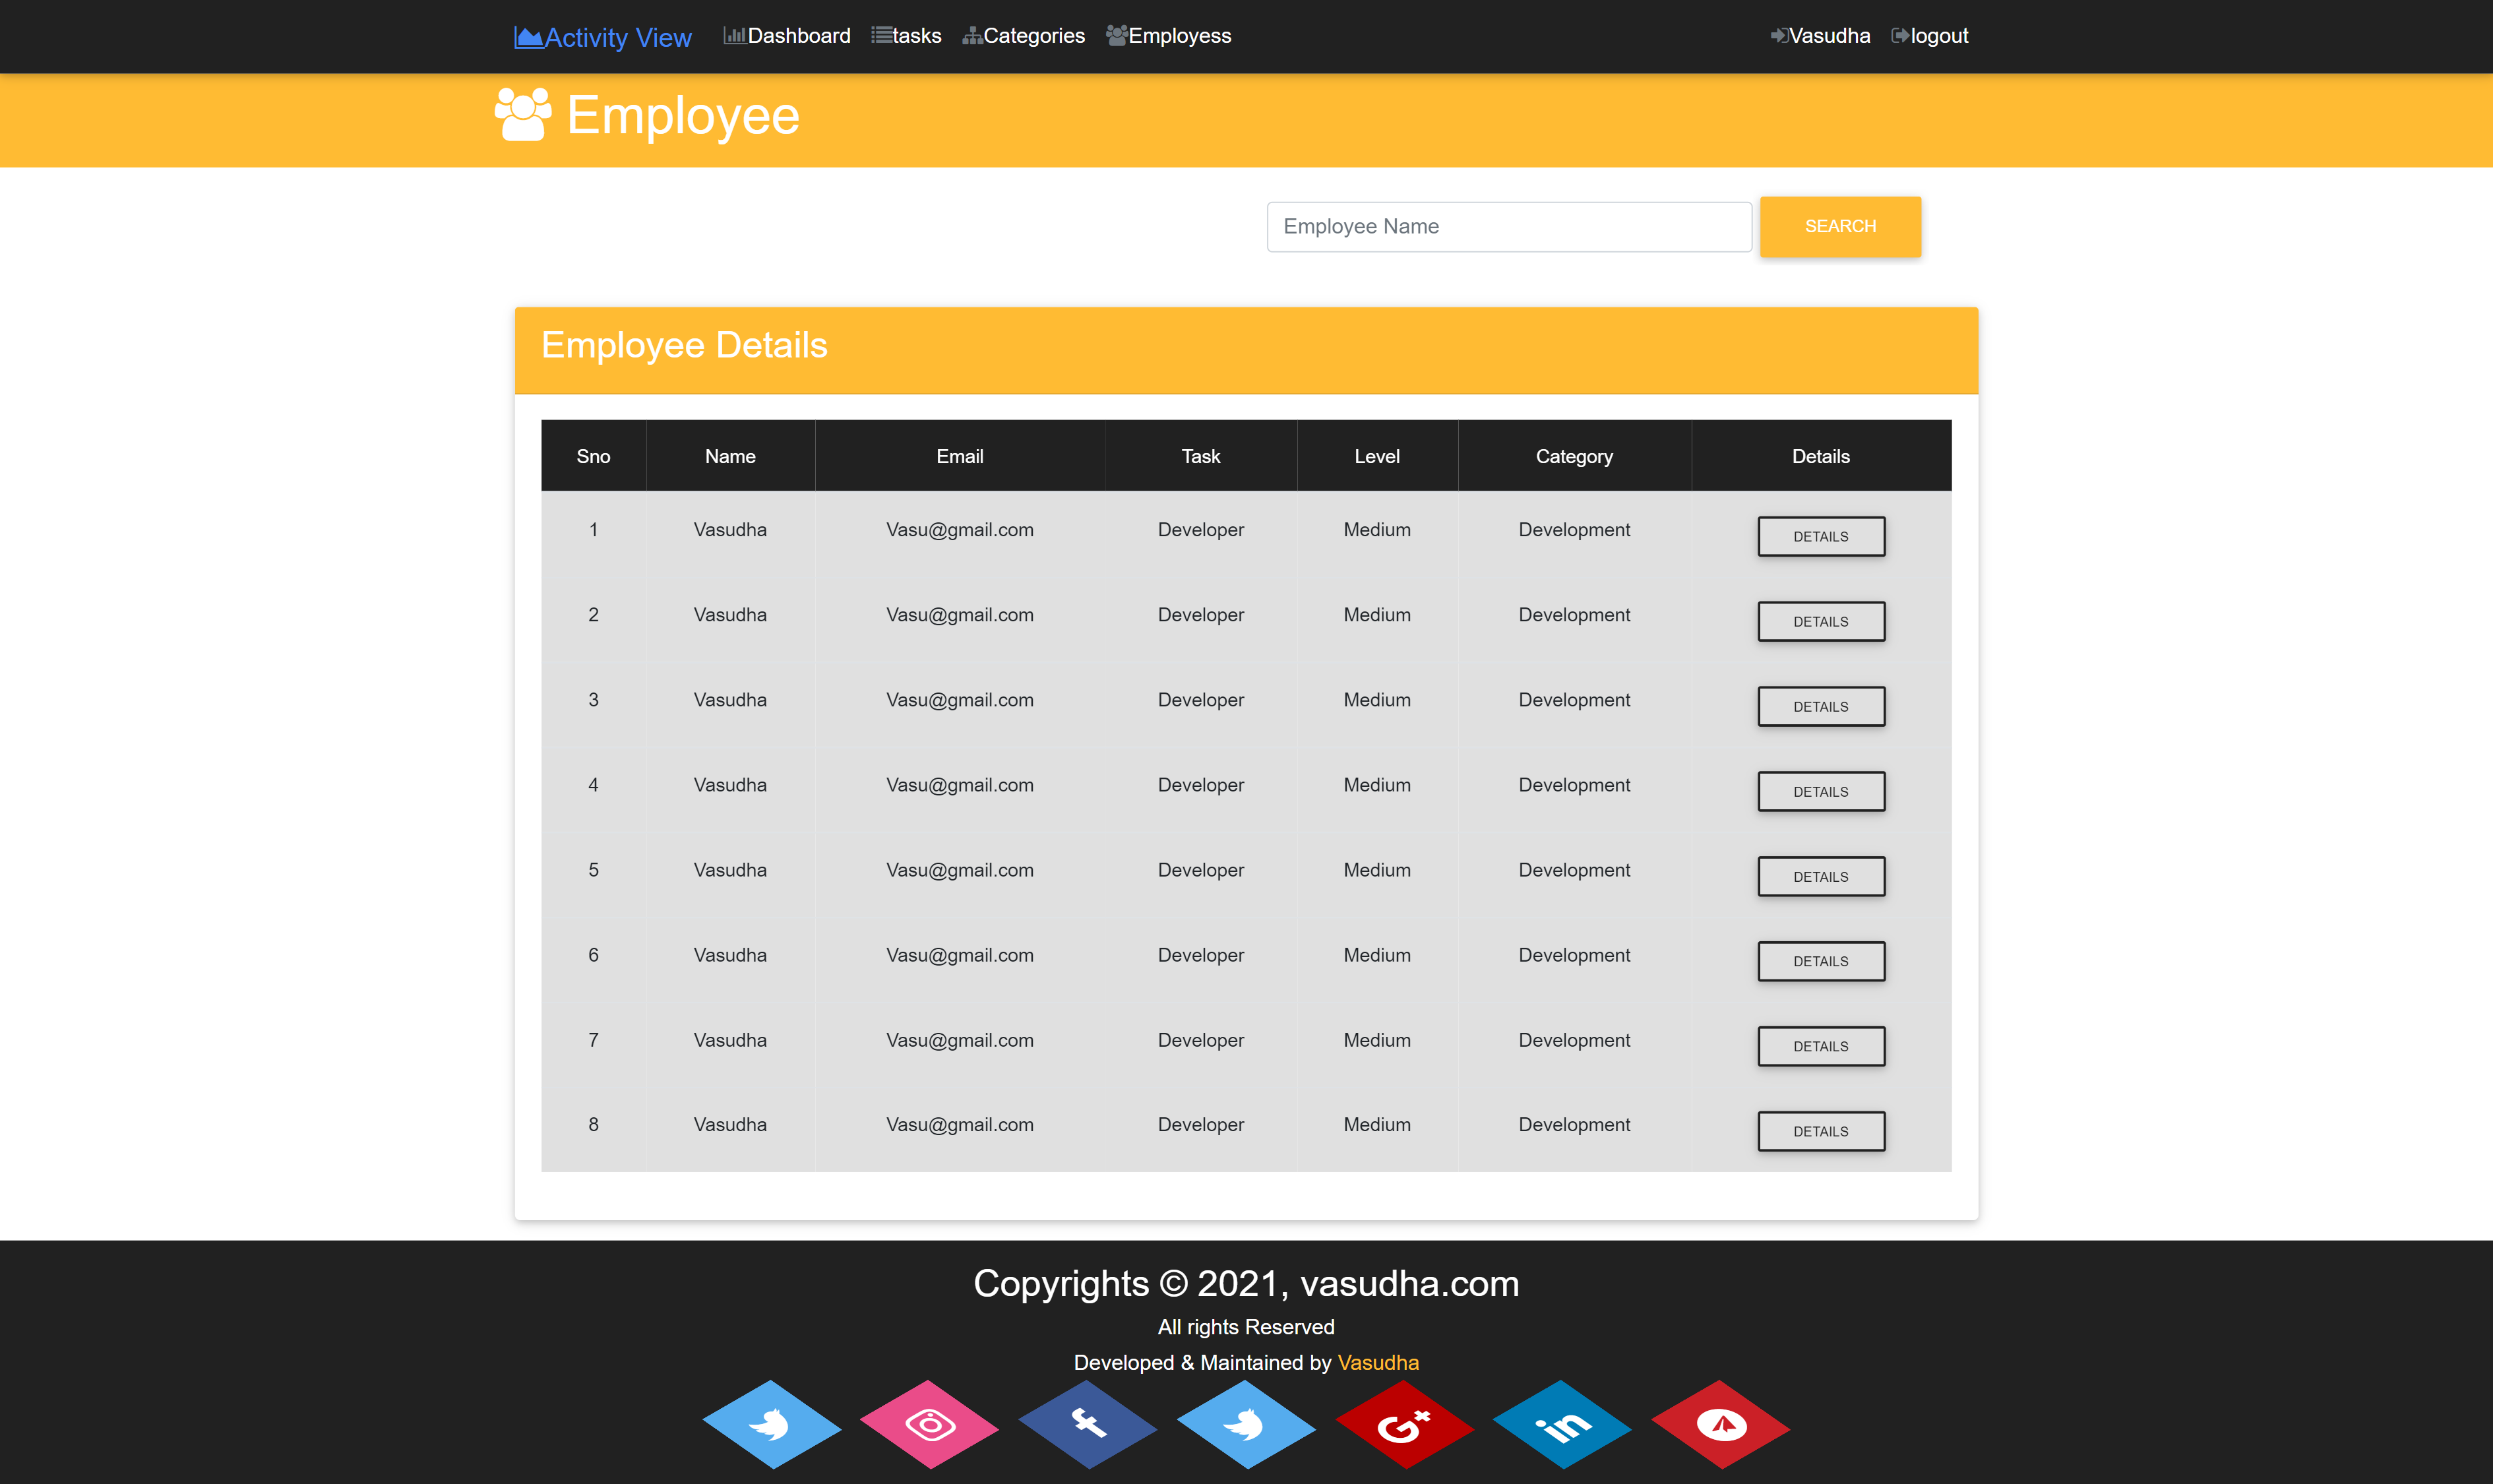 Activity View Dashboard tasks Categories Employess Vasudha logout
Employee
Employee Name SEARCH
Employee Details
Sno Name Email Task Level Category Details
1 Vasudha Vasu@gmail.com Developer Medium Development DETAILS
2 Vasudha Vasu@gmail.com Developer Medium Development DETAILS
3 Vasudha Vasu@gmail.com Developer Medium Development DETAILS
4 Vasudha Vasu@gmail.com Developer Medium Development DETAILS
5 Vasudha Vasu@gmail.com Developer Medium Development DETAILS
6 Vasudha Vasu@gmail.com Developer Medium Development DETAILS
7 Vasudha Vasu@gmail.com Developer Medium Development DETAILS
8 Vasudha Vasu@gmail.com Developer Medium Development DETAILS
Copyrights © 2021, vasudha.com
All rights Reserved
Developed & Maintained by Vasudha